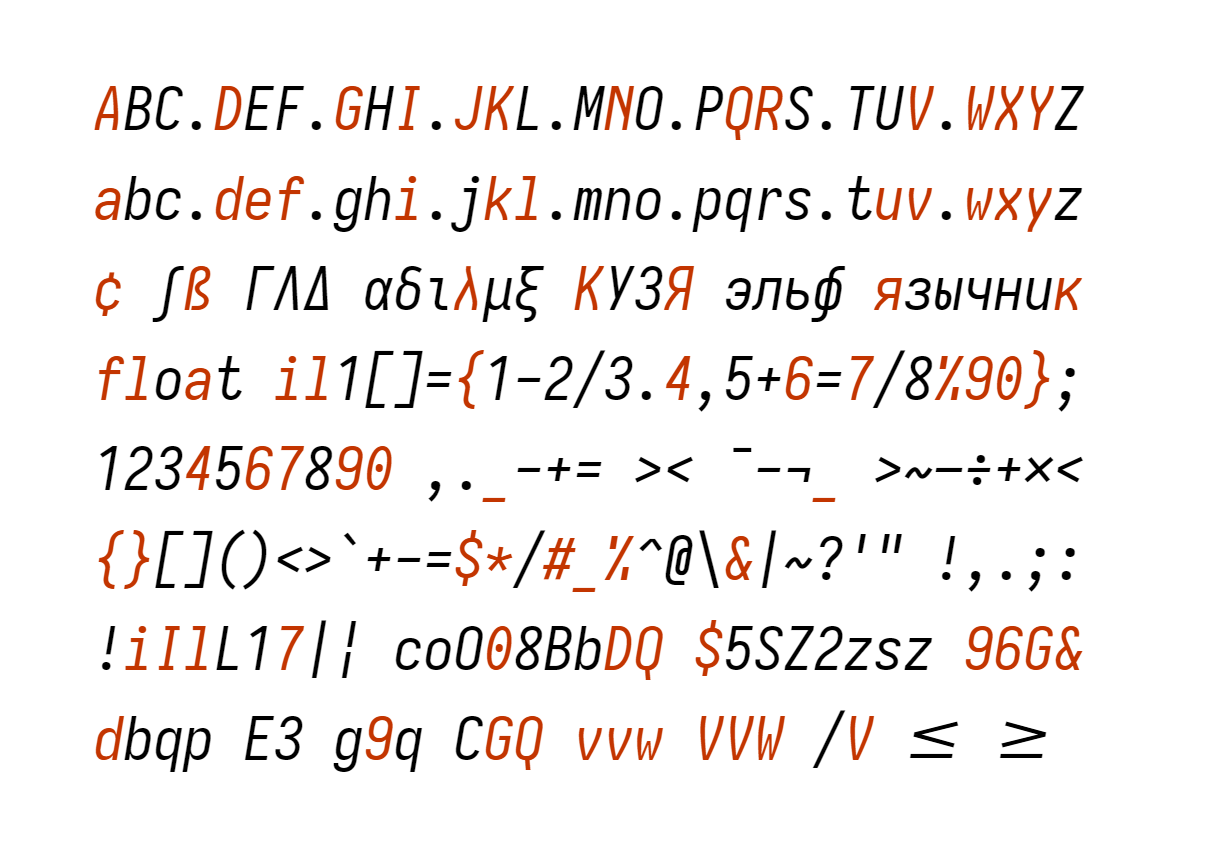 ABC.DEF.GHI.JKL.MNO.PQRS.TUV.WXYZ
abc.def.ghi.jkl.mno.pqrs.tuv.wxyz
¢ ʃß ΓΛΔ αδιλμξ КУЗЯ эльф язычник
float il1[]={1-2/3.4,5+6=7/8%90};
1234567890 ,._-+= >< ¯-¬_ >~–÷+×<
{}[]()<>`+-=$*/#_%^@\&|~?'" !,.;:
!iIlL17|¦ coO08BbDQ $5SZ2zsz 96G&
dbqp E3 g9q CGQ vvw VVW /V ≤ ≥